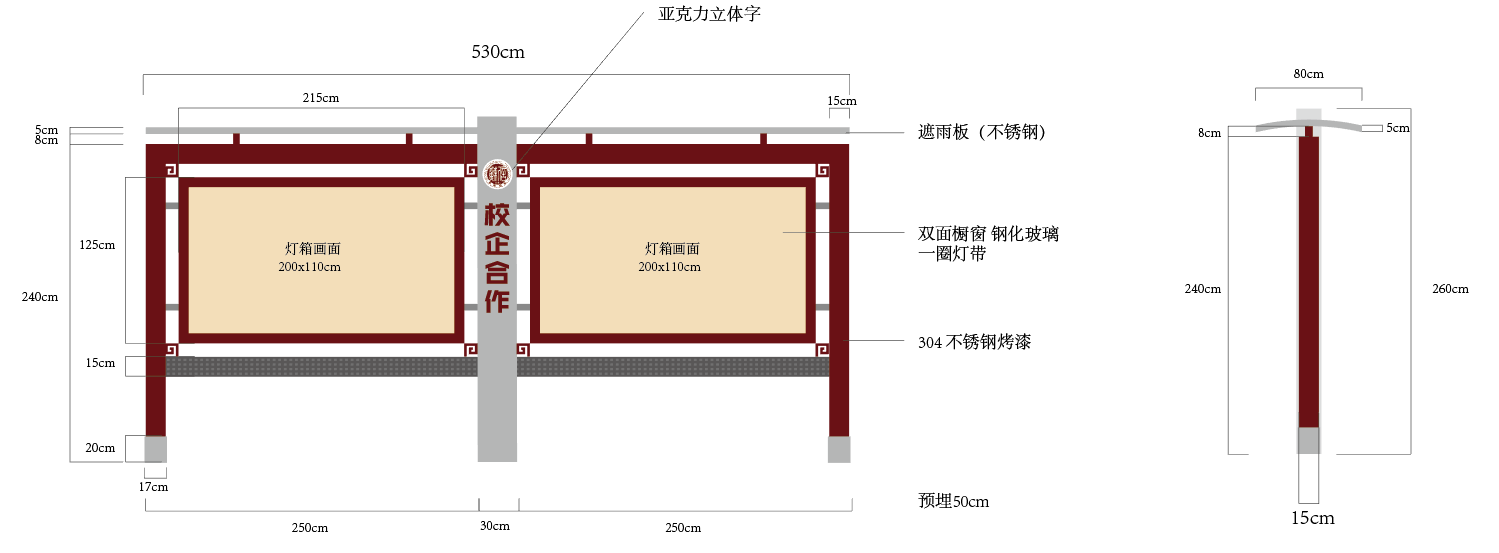 亚克力立体字
530cm
80cm
215cm
15cm
5cm
8cm
遮雨板（不锈钢）
8cm
5cm
校
企
合
作
125cm
灯箱画面
200x110cm
灯箱画面
200x110cm
双面橱窗 钢化玻璃
一圈灯带
240cm
240cm
260cm
304 不锈钢烤漆
15cm
20cm
17cm
预埋50cm
250cm
30cm
250cm
15cm